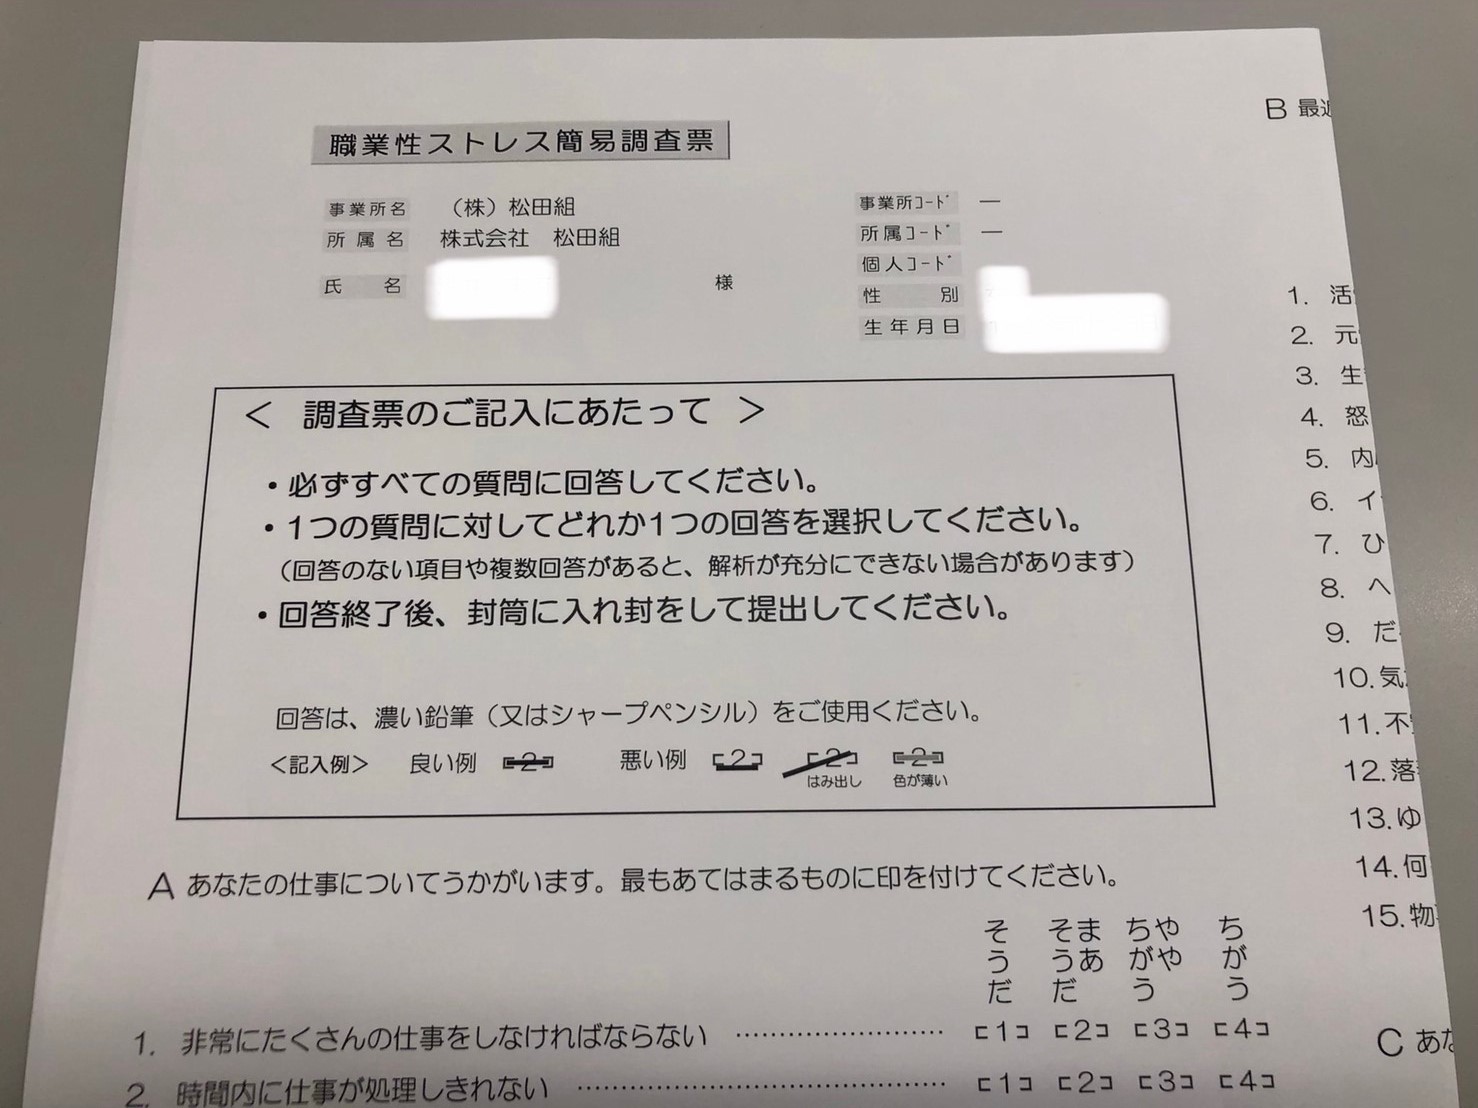 職業性ストレス簡易調査票
事業所名 （株）松田組
所属名 株式会社 松田組
氏名 様
事業所ｺｰﾄﾞ ―
所属ｺｰﾄﾞ ―
個人ｺｰﾄﾞ
性別
生年月日
＜ 調査票のご記入にあたって ＞
・必ずすべての質問に回答してください。
・1つの質問に対してどれか1つの回答を選択してください。
（回答のない項目や複数回答があると、解析が充分にできない場合があります）
・回答終了後、封筒に入れ封をして提出してください。
回答は、濃い鉛筆（又はシャープペンシル）をご使用ください。
＜記入例＞ 良い例 ⊏2⊐ 悪い例 ⊏2⊐ ⊏2⊐ ⊏2⊐
はみ出し 色が薄い
A あなたの仕事についてうかがいます。最もあてはまるものに印を付けてください。
そうだ
まあそうだ
ややちがう
ちがう
1. 非常にたくさんの仕事をしなければならない ………………… ⊏1⊐ ⊏2⊐ ⊏3⊐ ⊏4⊐
2. 時間内に仕事が処理しきれない ………………………………… ⊏1⊐ ⊏2⊐ ⊏3⊐ ⊏4⊐
B 最近
1. 活
2. 元
3. 生
4. 怒
5. 内
6. イ
7. ひ
8. へ
9. だ
10. 気
11. 不
12. 落
13. ゆ
14. 何
15. 物
C あな